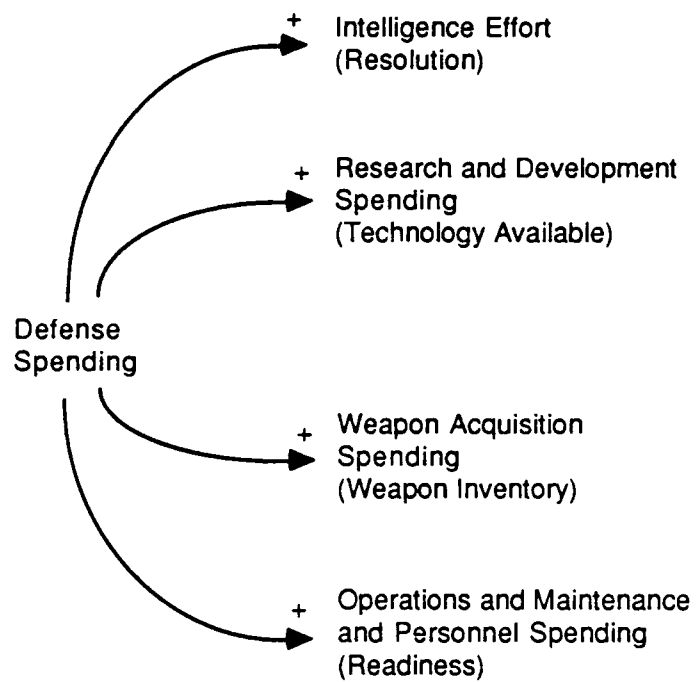 +
Intelligence Effort
(Resolution)
+
Research and Development
Spending
(Technology Available)
Defense
Spending
+
Weapon Acquisition
Spending
(Weapon Inventory)
+
Operations and Maintenance
and Personnel Spending
(Readiness)